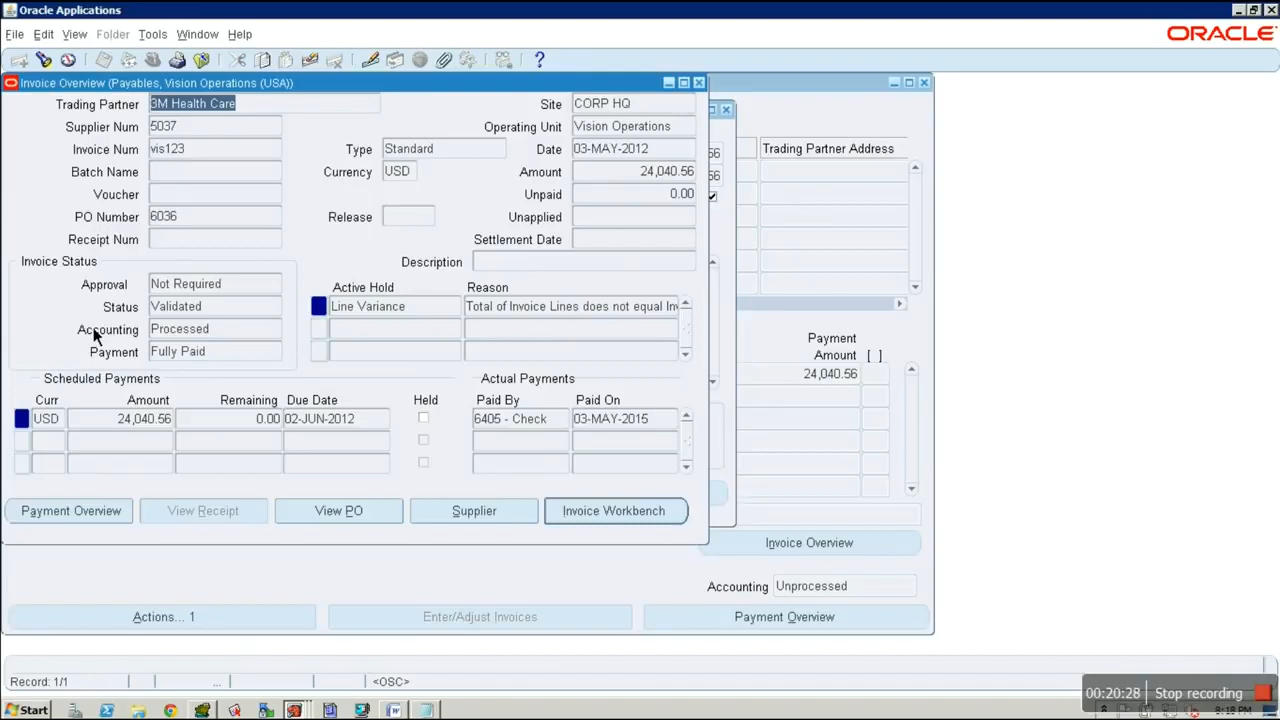 Oracle Applications
File Edit View Folder Tools Window Help
ORACLE
Invoice Overview (Payables, Vision Operations (USA))
Trading Partner 3M Health Care Site CORP HQ
Supplier Num 5037 Operating Unit Vision Operations
Invoice Num vis123 Type Standard Date 03-MAY-2012 56 Trading Partner Address
Batch Name Currency USD Amount 24,040.56 56
Voucher Unpaid 0.00
PO Number 6036 Release Unapplied
Receipt Num Settlement Date
Invoice Status Description
Approval Not Required Active Hold Reason
Status Validated Line Variance Total of Invoice Lines does not equal Inv
Accounting Processed
Payment Fully Paid
Payment
Amount [ ]
24,040.56
Scheduled Payments Actual Payments
Curr Amount Remaining Due Date Held Paid By Paid On
USD 24,040.56 0.00 02-JUN-2012 6405 - Check 03-MAY-2015
Payment Overview View Receipt View PO Supplier Invoice Workbench
Invoice Overview
Accounting Unprocessed
Actions... 1 Enter/Adjust Invoices Payment Overview
Record: 1/1 ... <OSC>
00:20:28 Stop recording
Start 8:18 PM